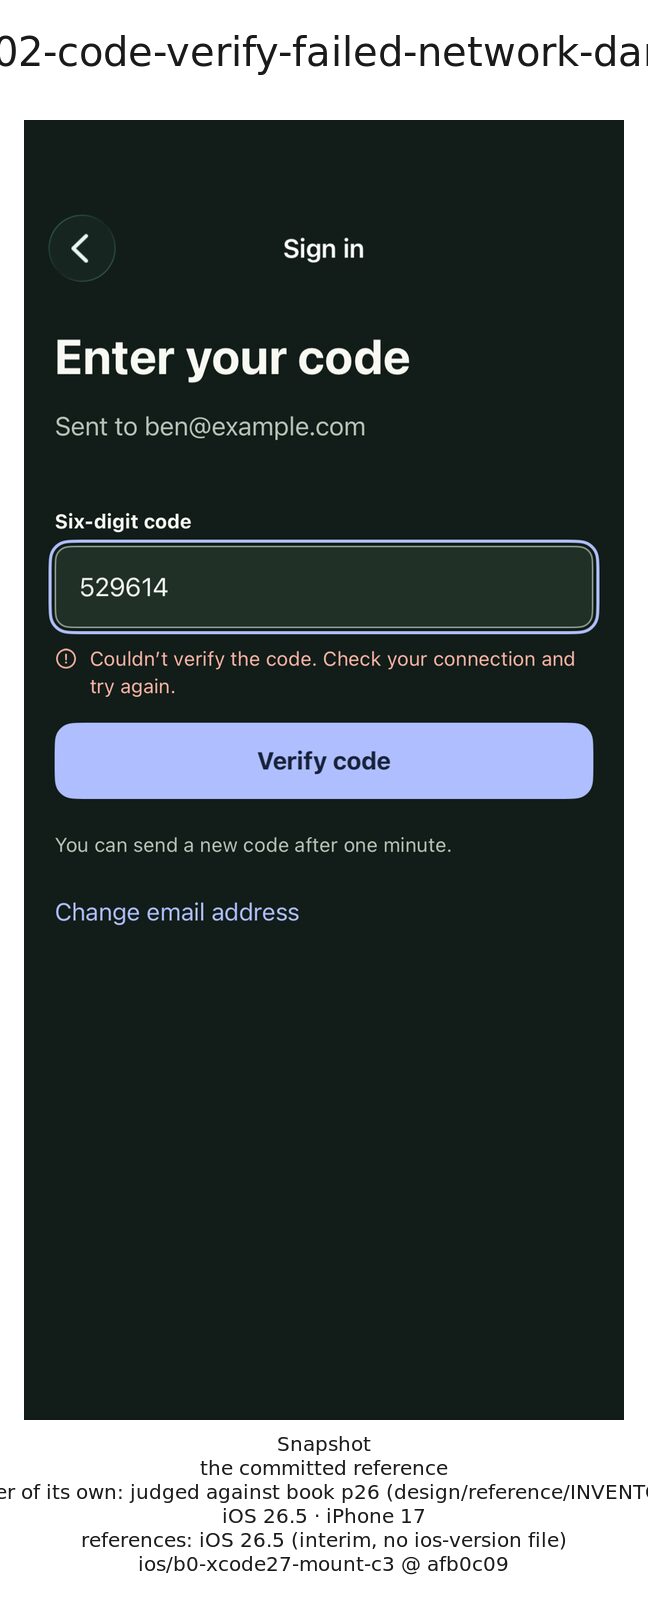 02-code-verify-failed-network-dar
Sign in
Enter your code
Sent to ben@example.com
Six-digit code
529614
Couldn’t verify the code. Check your connection and
try again.
Verify code
You can send a new code after one minute.
Change email address
Snapshot
the committed reference
er of its own: judged against book p26 (design/reference/INVENTO
iOS 26.5 · iPhone 17
references: iOS 26.5 (interim, no ios-version file)
ios/b0-xcode27-mount-c3 @ afb0c09